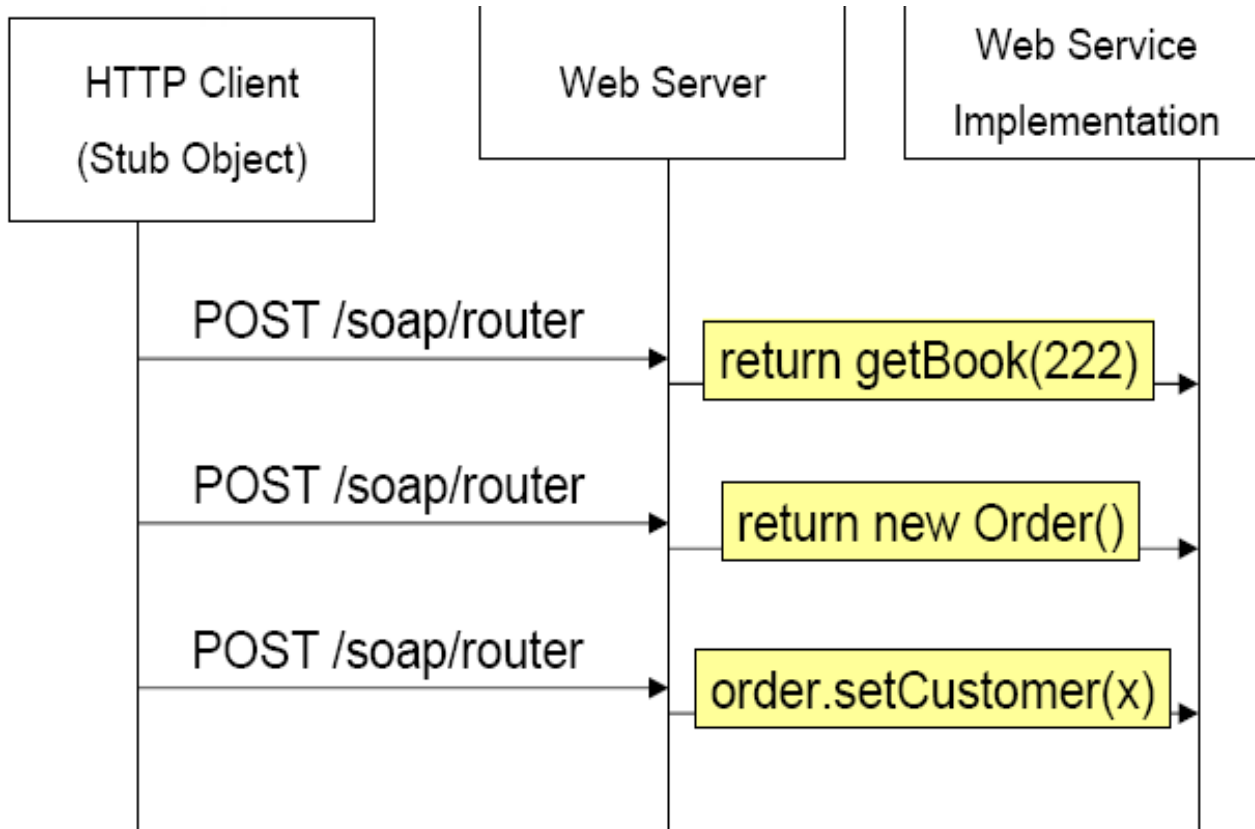 HTTP Client
(Stub Object)
Web Server
Web Service
Implementation
POST /soap/router
return getBook(222)
POST /soap/router
return new Order()
POST /soap/router
order.setCustomer(x)